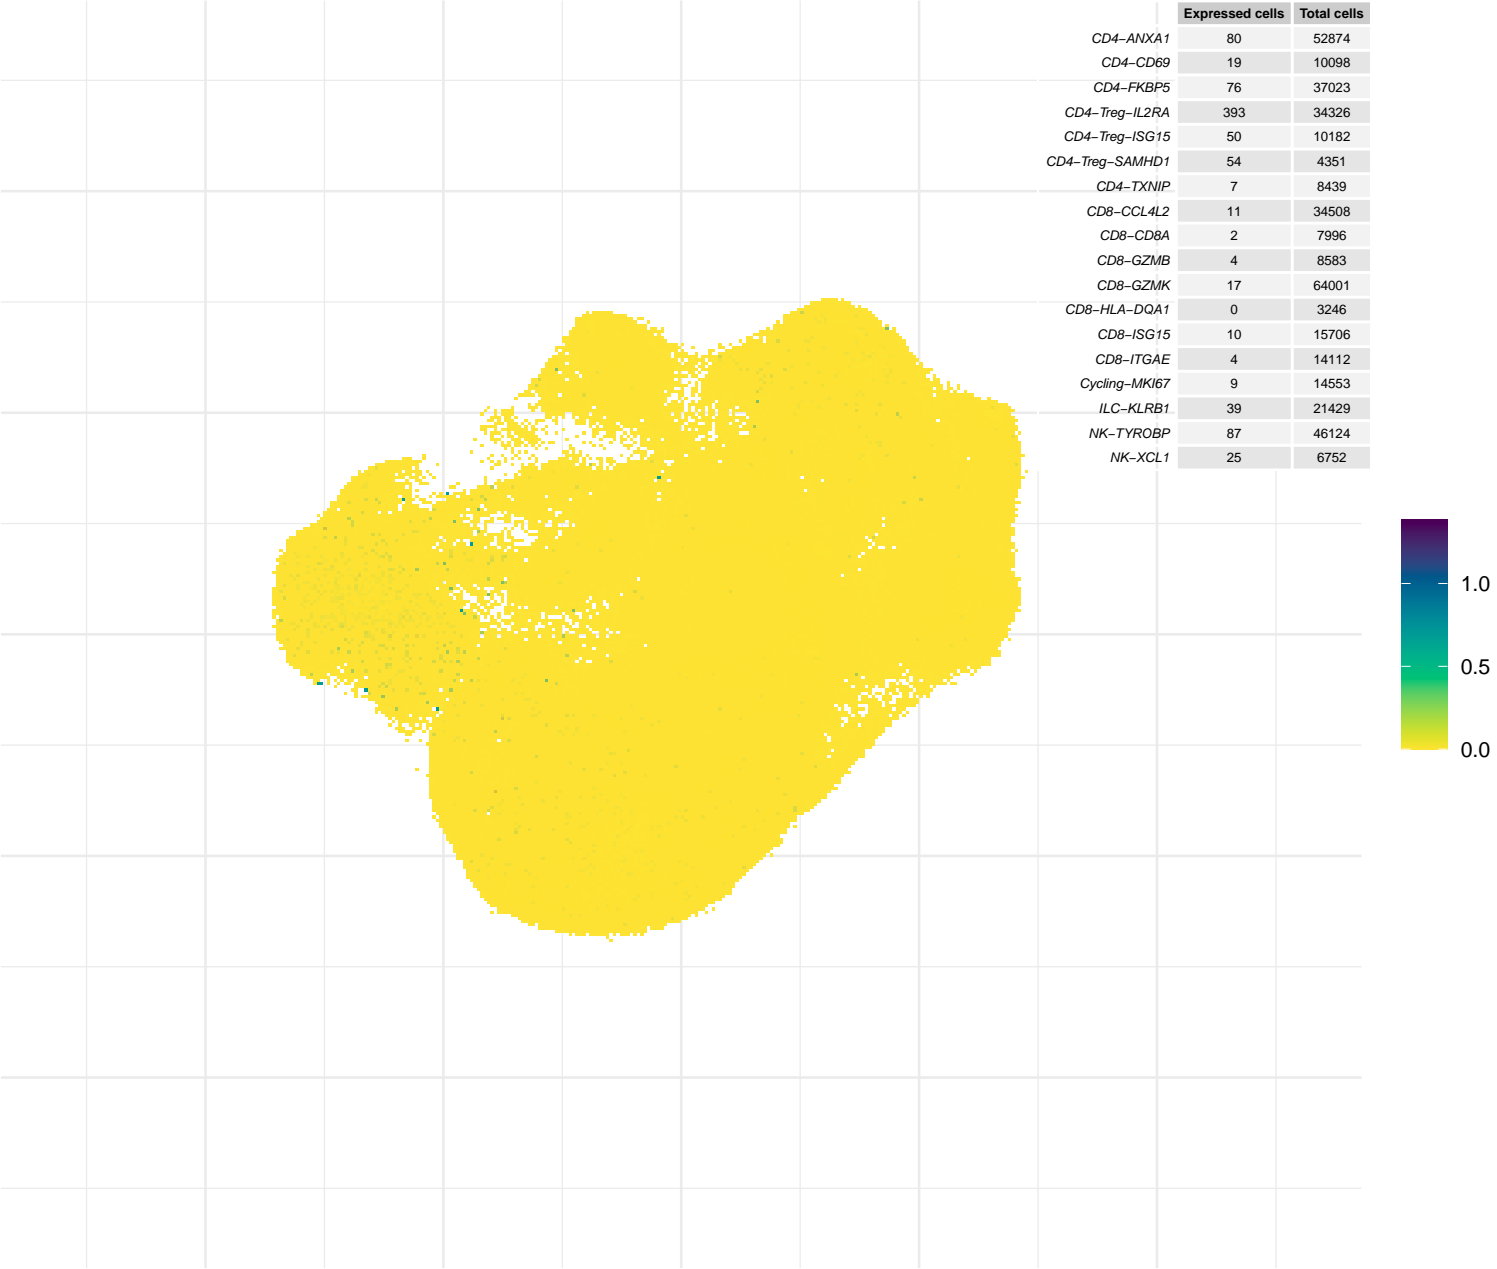 Expressed cells Total cells
CD4−ANXA1 80 52874
CD4−CD69 19 10098
CD4−FKBP5 76 37023
CD4−Treg−IL2RA 393 34326
CD4−Treg−ISG15 50 10182
CD4−Treg−SAMHD1 54 4351
CD4−TXNIP 7 8439
CD8−CCL4L2 11 34508
CD8−CD8A 2 7996
CD8−GZMB 4 8583
CD8−GZMK 17 64001
CD8−HLA−DQA1 0 3246
CD8−ISG15 10 15706
CD8−ITGAE 4 14112
Cycling−MKI67 9 14553
ILC−KLRB1 39 21429
NK−TYROBP 87 46124
NK−XCL1 25 6752
1.0
0.5
0.0